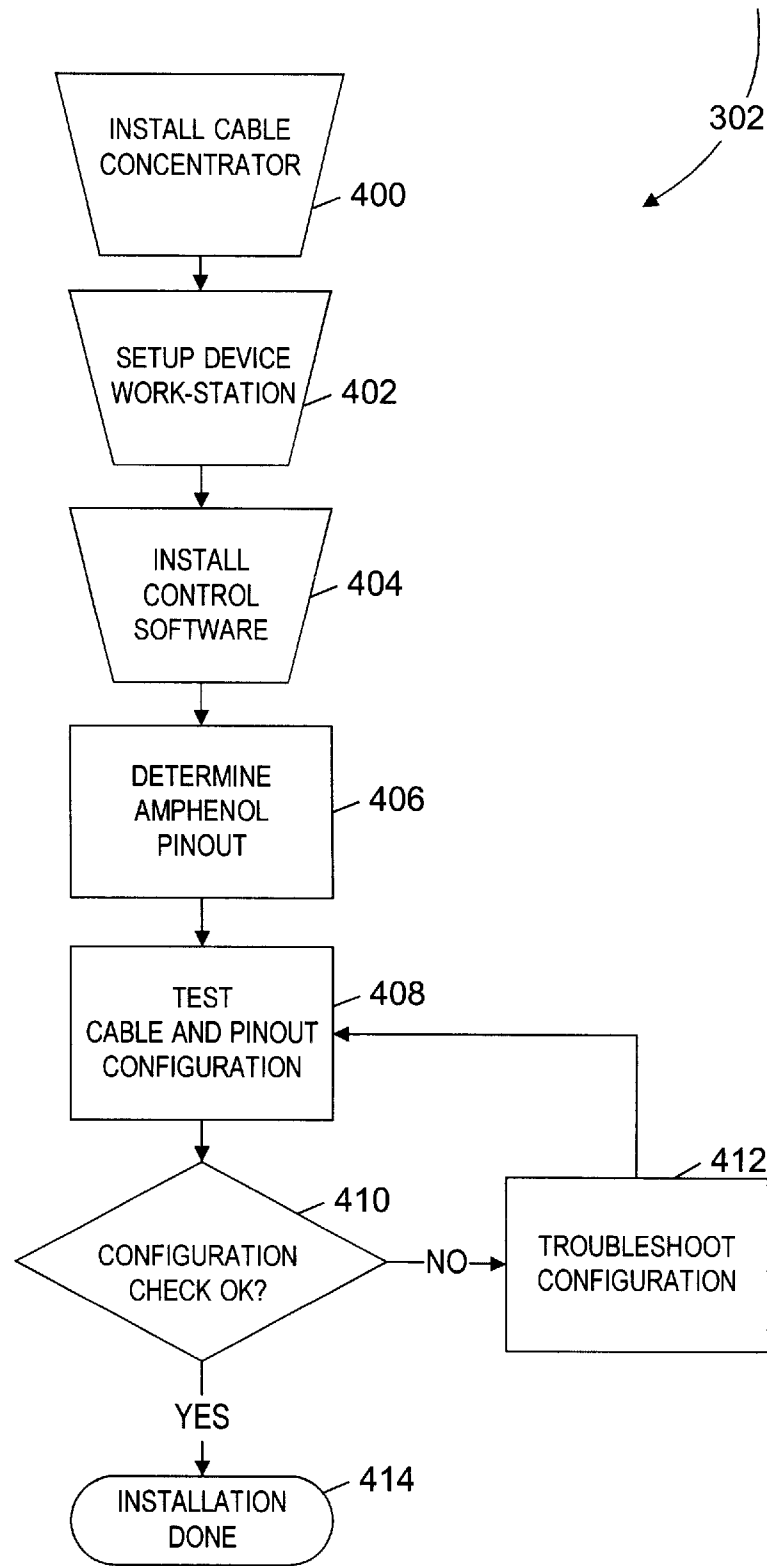 302
INSTALL CABLE
CONCENTRATOR
400
SETUP DEVICE
WORK-STATION
402
INSTALL
CONTROL
SOFTWARE
404
DETERMINE
AMPHENOL
PINOUT
406
TEST
CABLE AND PINOUT
CONFIGURATION
408
CONFIGURATION
CHECK OK?
410
NO
TROUBLESHOOT
CONFIGURATION
412
YES
INSTALLATION
DONE
414